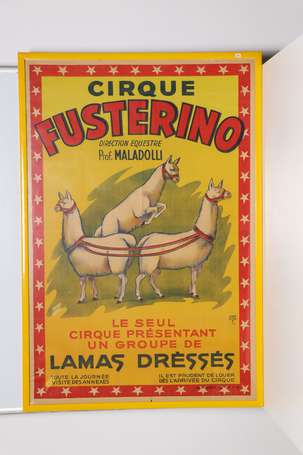 CIRQUE
FUSTERINO
DIRECTION EQUESTRE
Prof. MALADOLLI
LE SEUL
CIRQUE PRÉSENTANT
UN GROUPE DE
LAMAS DRESSÉS
TOUTE LA JOURNÉE
VISITE DES ANNEXES
IL EST PRUDENT DE LOUER
DÈS L'ARRIVÉE DU CIRQUE